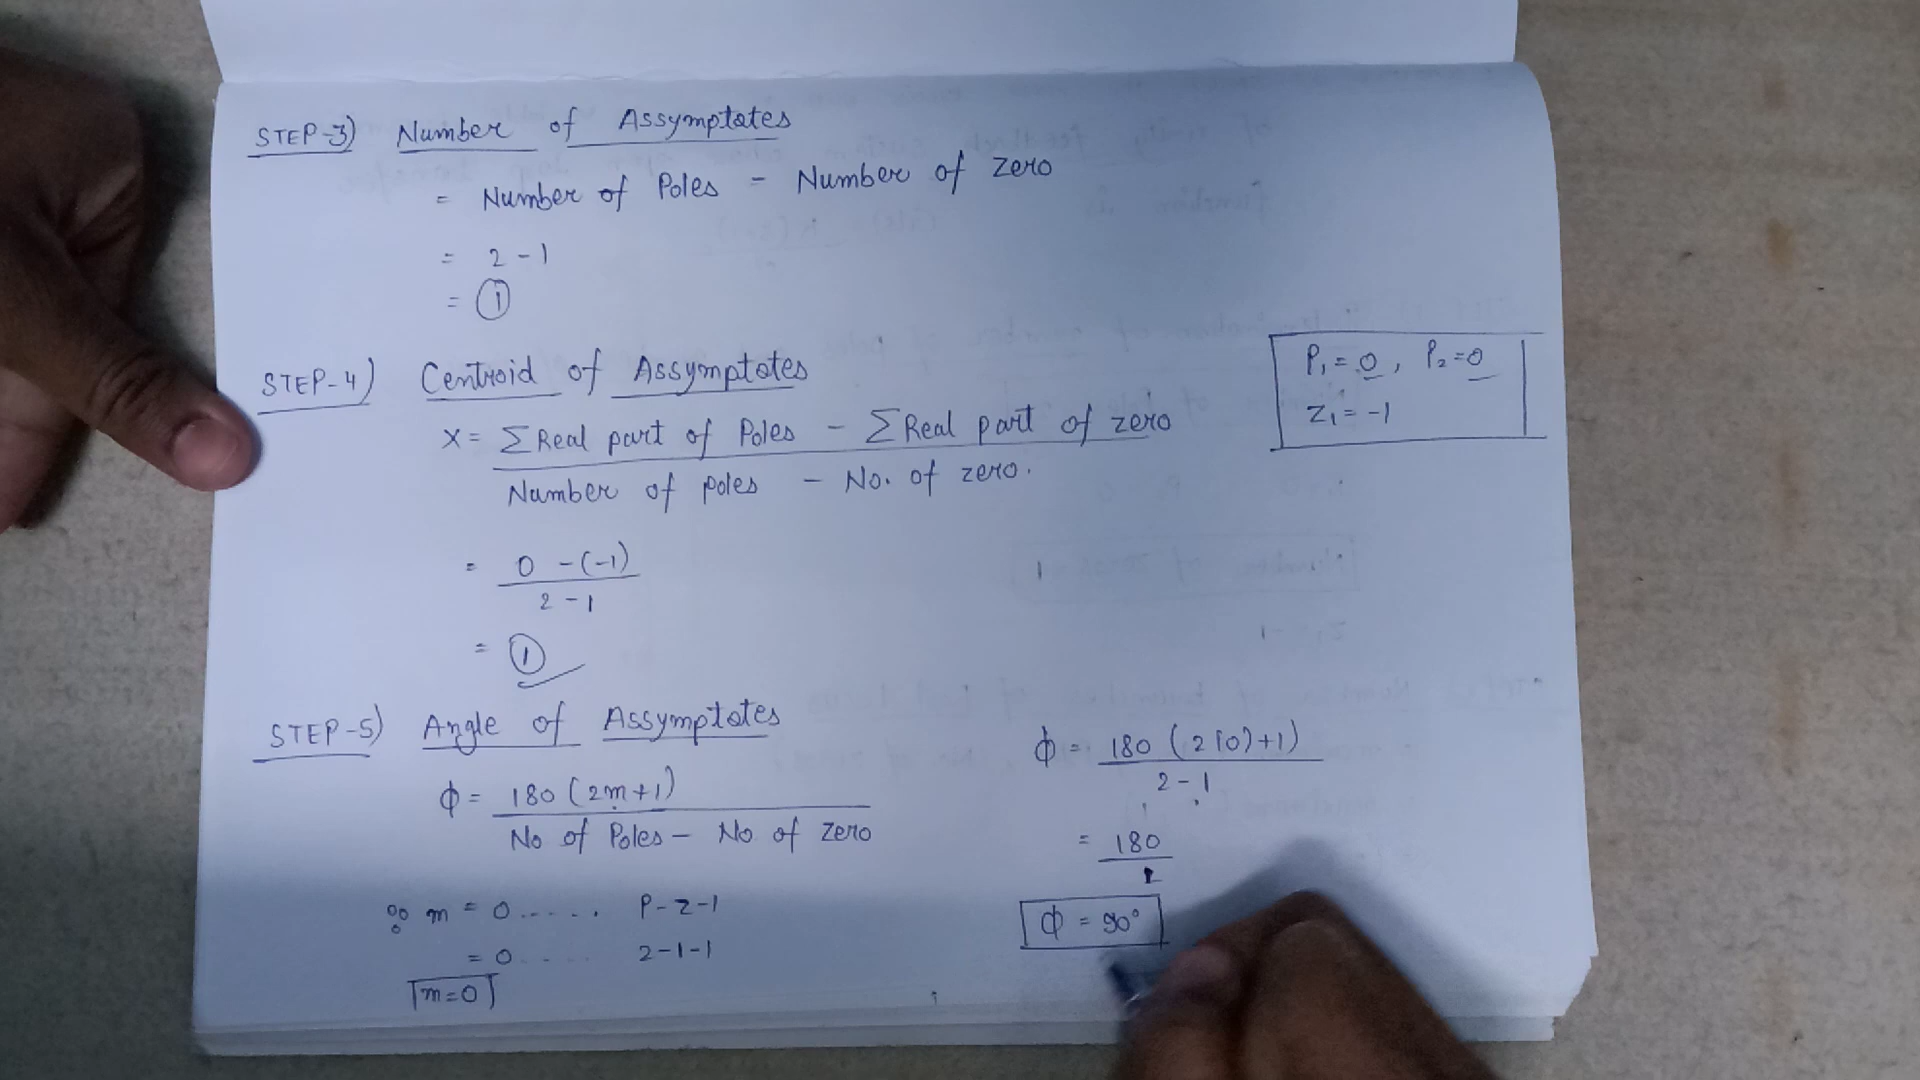 STEP-3) Number of Assymptotes
= Number of Poles - Number of Zero
= 2 - 1
= 1
STEP-4) Centroid of Assymptotes
P₁ = 0, P₂ = 0
Z₁ = -1
X = Σ Real part of Poles - Σ Real part of zero
Number of poles - No. of zero.
= 0 - (-1)
2 - 1
= 1
STEP-5) Angle of Assymptotes
ϕ = 180 (2m+1)
No of Poles - No of Zero
∴ m = 0 ..... P-Z-1
= 0 .... 2-1-1
m=0
ϕ = 180 (2(0)+1)
2 - 1
= 180
1
ϕ = 90°